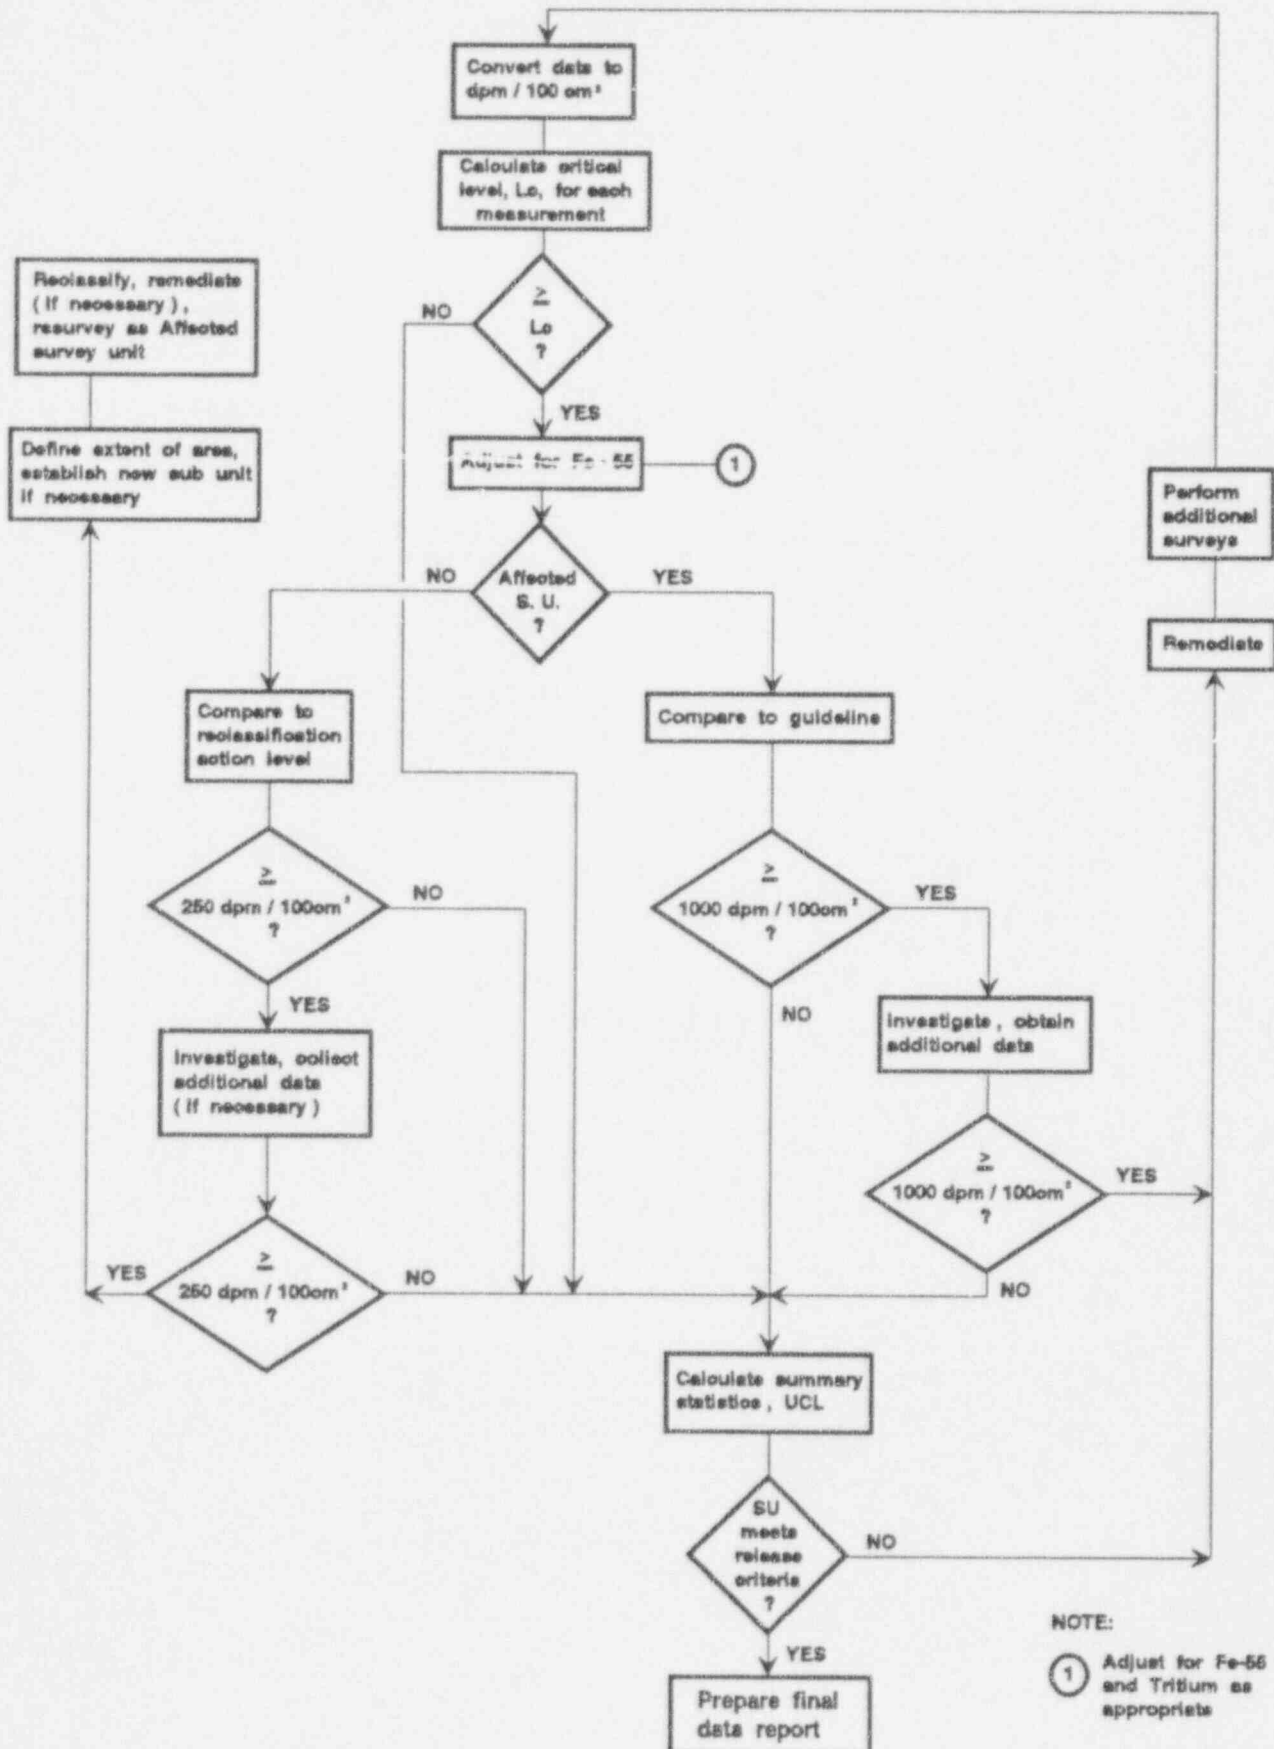 Convert data to
dpm / 100 cm²
Calculate critical
level, Lc, for each
measurement
Reclassify, remediate
( If necessary ),
resurvey as Affected
survey unit
NO
≥
Lc
?
YES
Define extent of area,
establish new sub unit
if necessary
Adjust for Fe - 55
1
Perform
additional
surveys
NO
Affected
S. U.
?
YES
Remediate
Compare to
reclassification
action level
Compare to guideline
≥
250 dpm / 100cm²
?
NO
YES
≥
1000 dpm / 100cm²
?
YES
NO
Investigate, collect
additional data
( If necessary )
Investigate, obtain
additional data
≥
1000 dpm / 100cm²
?
YES
NO
YES
≥
250 dpm / 100cm²
?
NO
Calculate summary
statistics, UCL
SU
meets
release
criteria
?
NO
YES
Prepare final
data report
NOTE:
1 Adjust for Fe-55
and Tritium as
appropriate